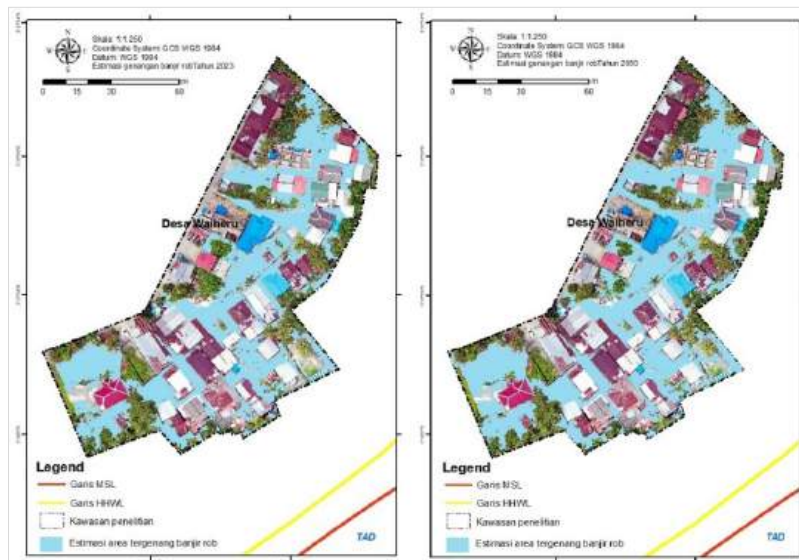 N
W
E
S
Skala: 1:1.250
Coordinate System: GCS WGS 1984
Datum: WGS 1984
Estimasi genangan banjir rob Tahun 2023
0 15 30 60
Desa Waiheru
Legend
Garis MSL
Garis HHWL
Kawasan penelitian
Estimasi area tergenang banjir rob
TAD
N
W
E
S
Skala: 1:1.250
Coordinate System: GCS WGS 1984
Datum: WGS 1984
Estimasi genangan banjir rob Tahun
0 15 30 60
Desa Waiheru
Legend
Garis MSL
Garis HHWL
Kawasan penelitian
Estimasi area tergenang banjir rob
TAD